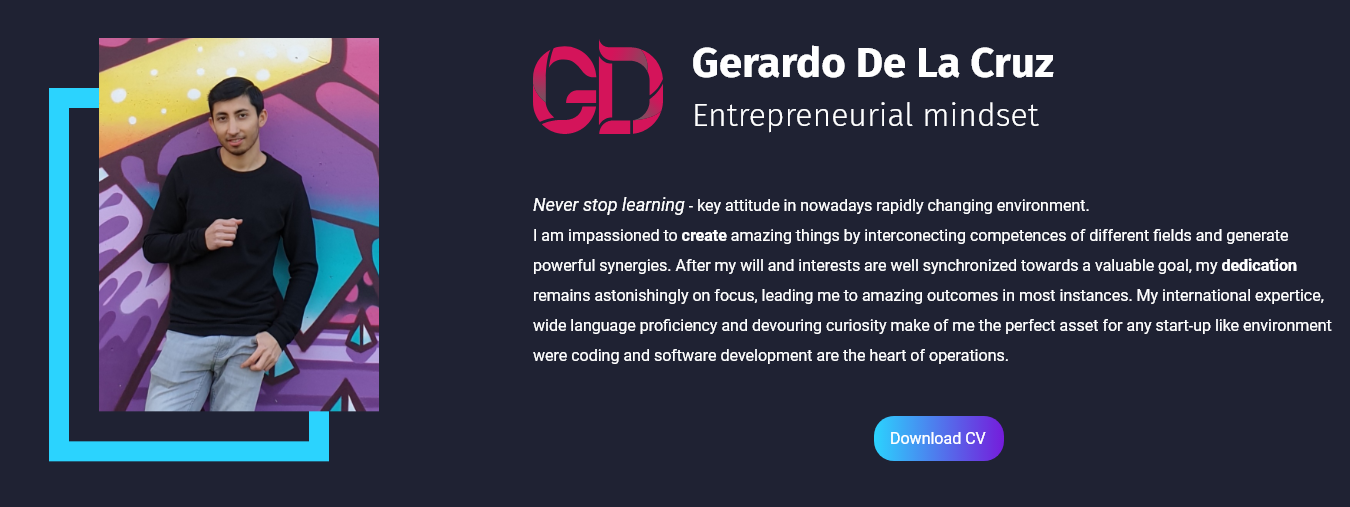 GD
Gerardo De La Cruz
Entrepreneurial mindset
Never stop learning - key attitude in nowadays rapidly changing environment.
I am impassioned to create amazing things by interconecting competences of different fields and generate
powerful synergies. After my will and interests are well synchronized towards a valuable goal, my dedication
remains astonishingly on focus, leading me to amazing outcomes in most instances. My international expertice,
wide language proficiency and devouring curiosity make of me the perfect asset for any start-up like environment
were coding and software development are the heart of operations.
Download CV